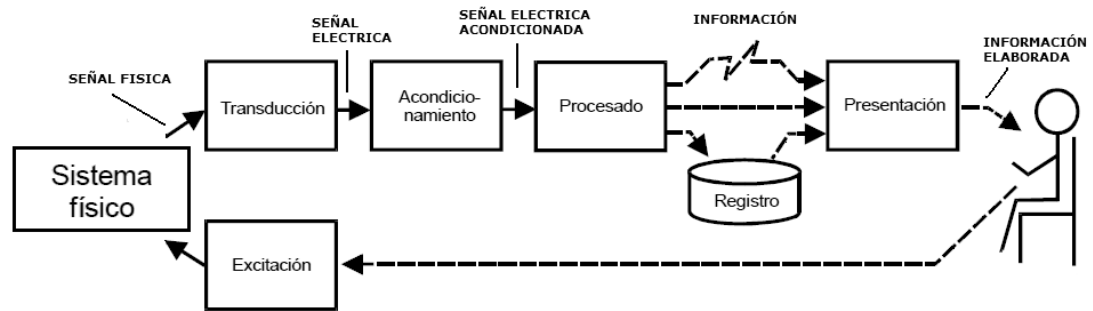 SEÑAL FISICA
SEÑAL
ELECTRICA
SEÑAL ELECTRICA
ACONDICIONADA
INFORMACIÓN
INFORMACIÓN
ELABORADA
Sistema
físico
Transducción
Acondicio-
namiento
Procesado
Registro
Presentación
Excitación